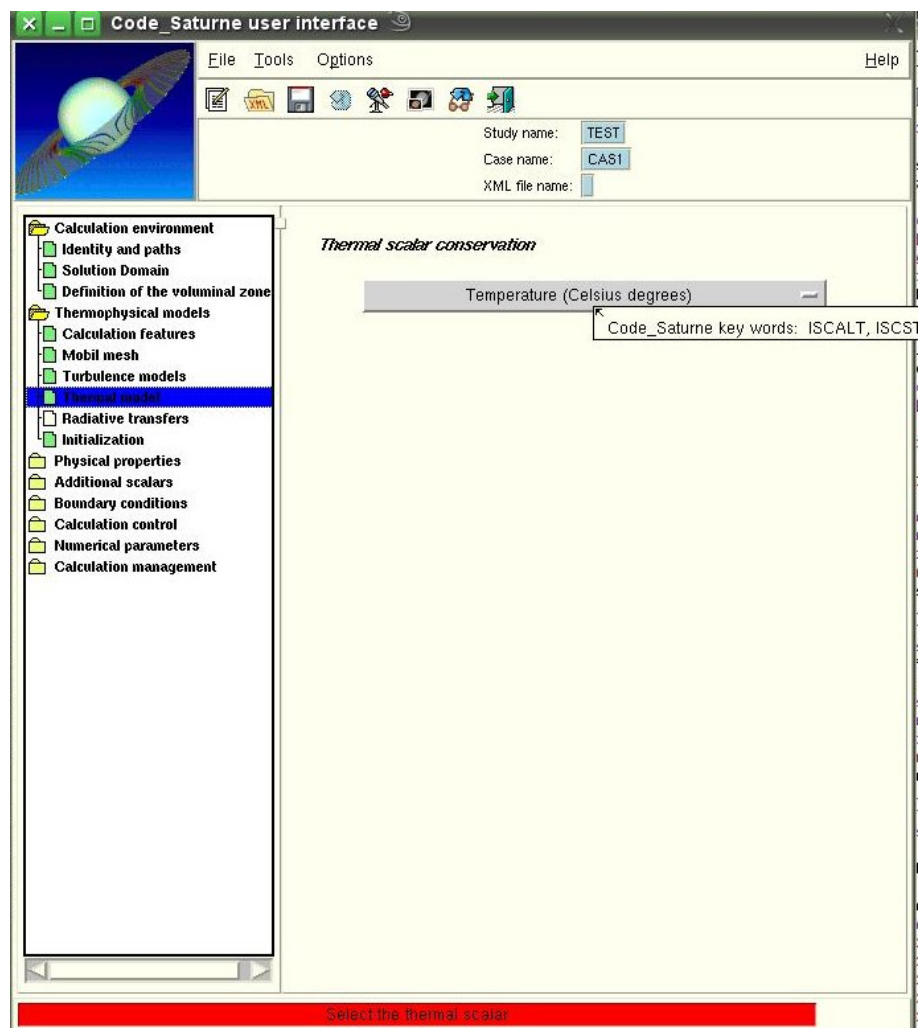 Code_Saturne user interface
File Tools Options Help
Study name: TEST
Case name: CAS1
XML file name:
Calculation environment
Identity and paths
Solution Domain
Definition of the voluminal zone
Thermophysical models
Calculation features
Mobil mesh
Turbulence models
Thermal model
Radiative transfers
Initialization
Physical properties
Additional scalars
Boundary conditions
Calculation control
Numerical parameters
Calculation management
Thermal scalar conservation
Temperature (Celsius degrees)
Code_Saturne key words: ISCALT, ISCST
Select the thermal scalar